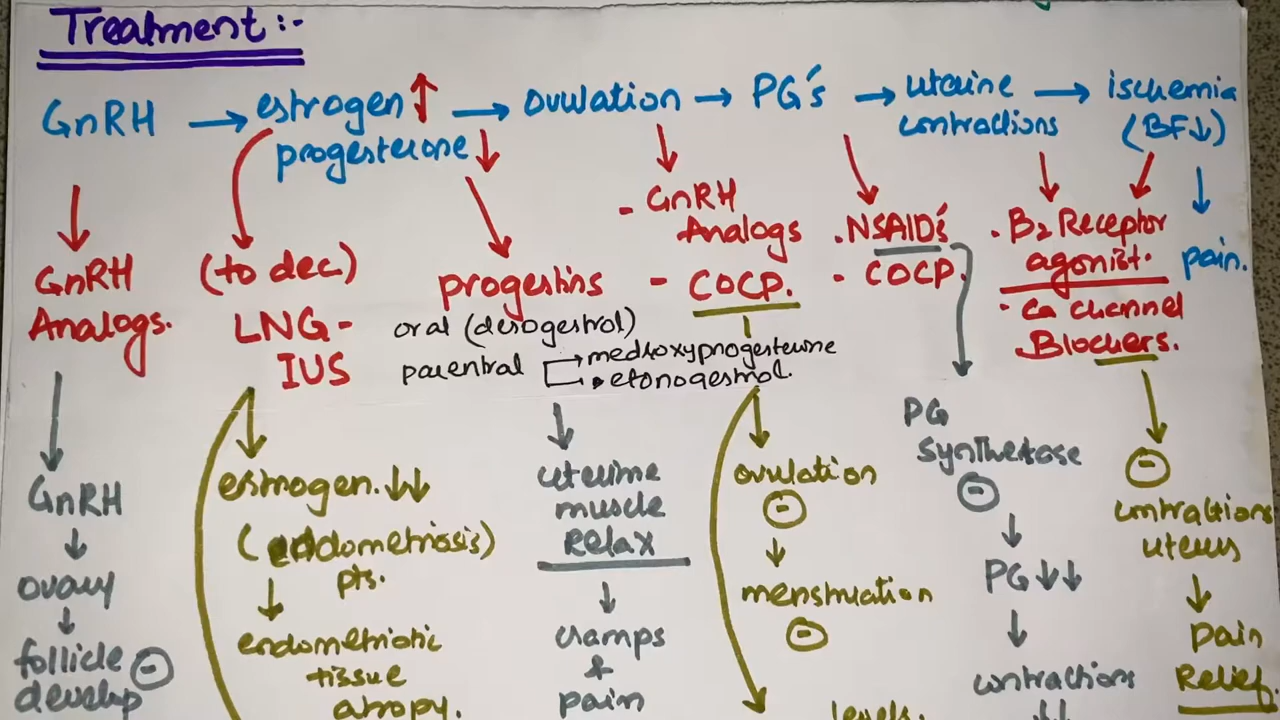 Treatment:-
GnRH → estrogen ↑ → ovulation → PG's → uterine → ischemia
progesterone ↓
contractions
(BF↓)
pain.
GnRH
Analogs.
(to dec)
LNG-
IUS
progestins
oral (desogestrol)
parentral
→ medroxyprogesterone
→ etonogestrol.
- GnRH
Analogs
- COCP.
. NSAID's
- COCP.
. B2 Receptor
agonist.
- Ca channel
Blockers.
GnRH
↓
ovary
↓
follicle ⊖
develop
estrogen. ↓↓
(endometriosis)
pts.
↓
endometriotic
tissue
atropy.
uterine
muscle
Relax
↓
cramps
+
pain
ovulation
⊖
↓
menstruation
⊖
levels.
PG
synthetase
⊖
↓
PG ↓↓
↓
contractions
↓↓
⊖
contractions
uterus
↓
pain
Relief.